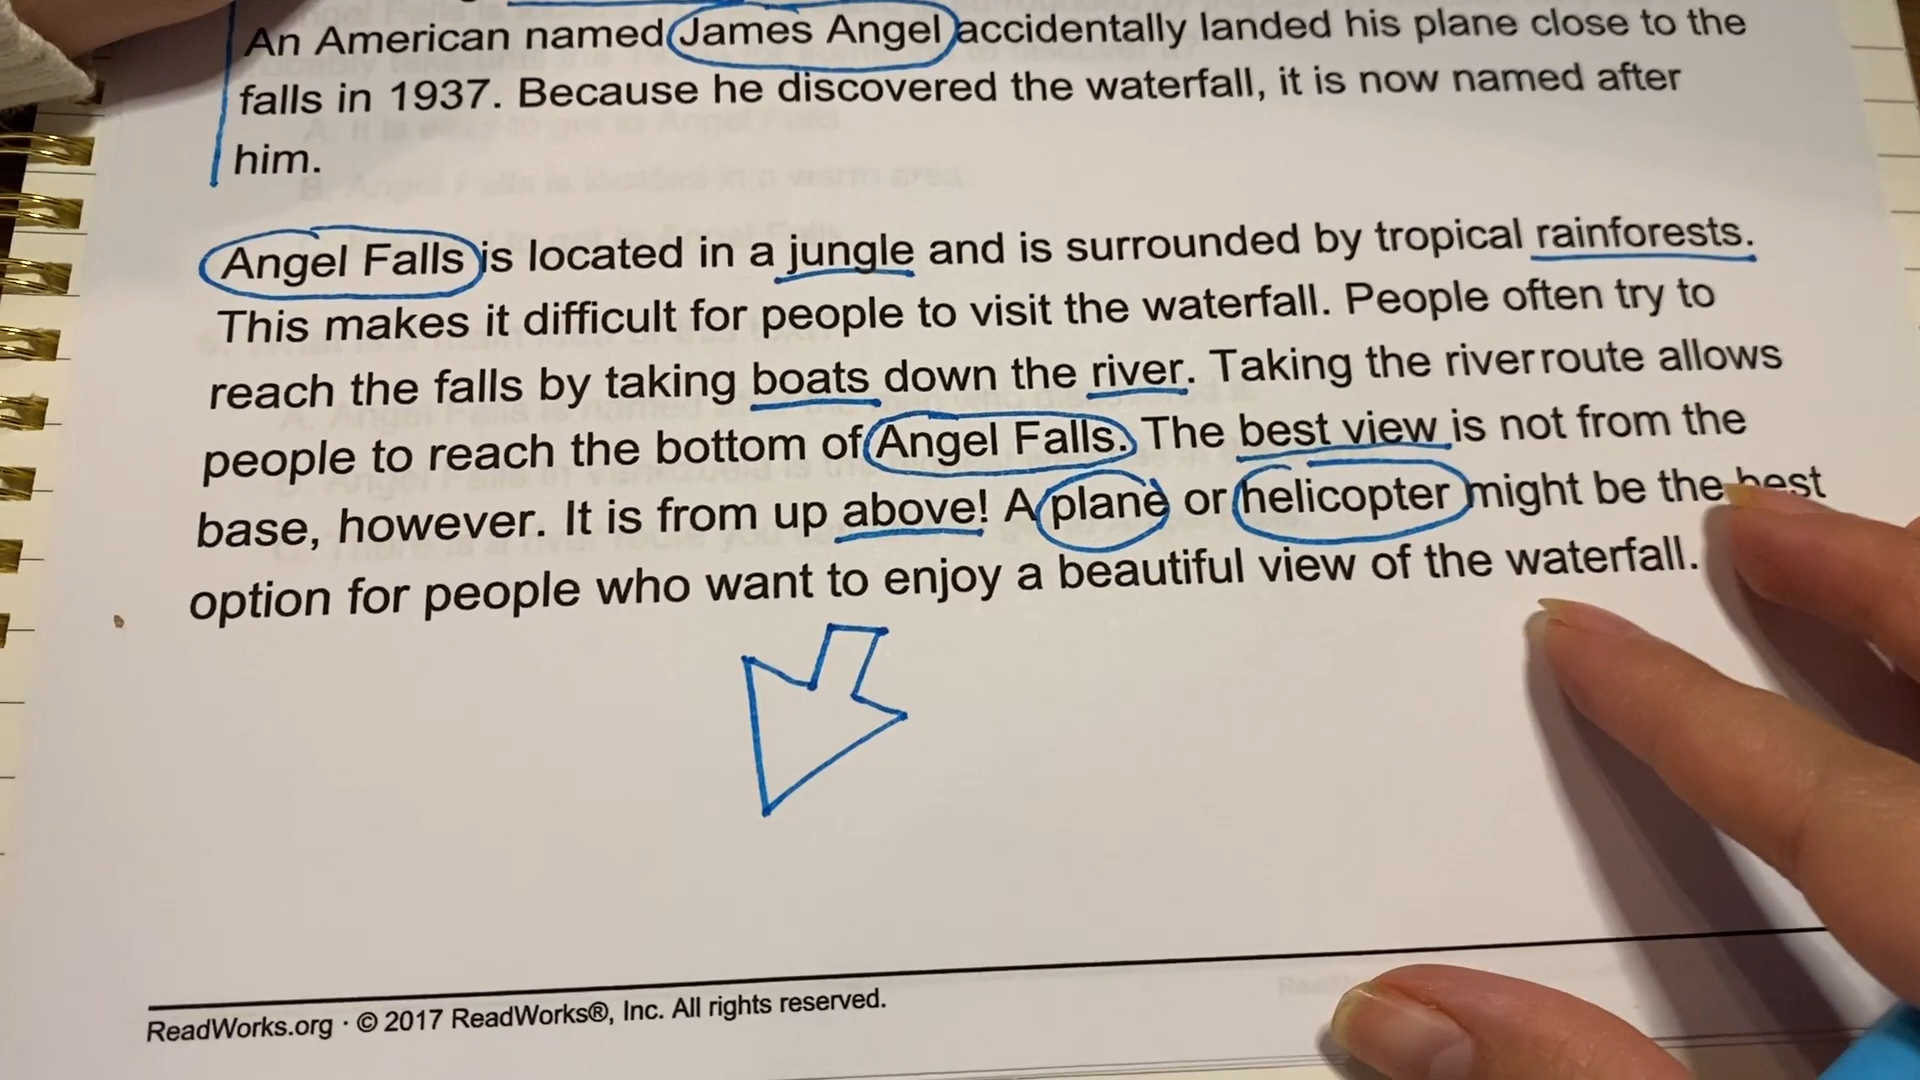 An American named James Angel accidentally landed his plane close to the
falls in 1937. Because he discovered the waterfall, it is now named after
him.
Angel Falls is located in a jungle and is surrounded by tropical rainforests.
This makes it difficult for people to visit the waterfall. People often try to
reach the falls by taking boats down the river. Taking the river route allows
people to reach the bottom of Angel Falls. The best view is not from the
base, however. It is from up above! A plane or helicopter might be the best
option for people who want to enjoy a beautiful view of the waterfall.
ReadWorks.org · © 2017 ReadWorks®, Inc. All rights reserved.